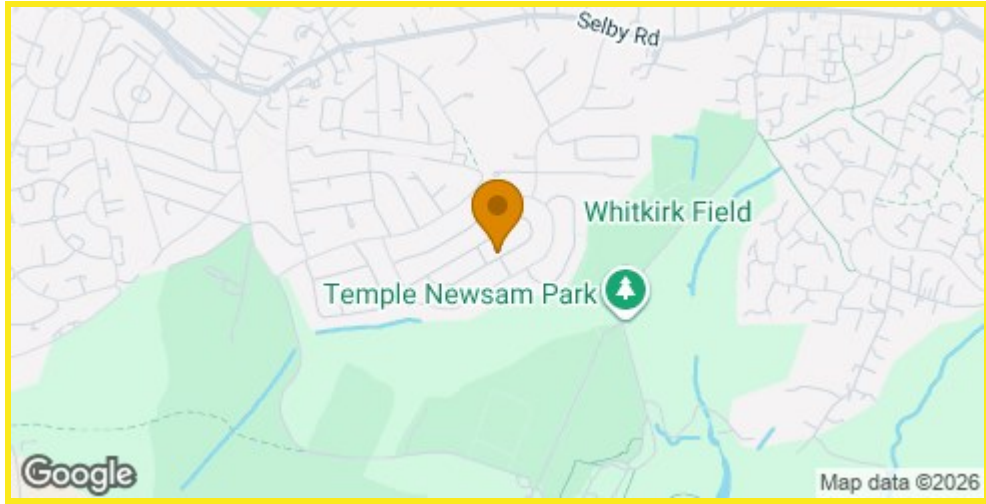 Selby Rd
Whitkirk Field
Temple Newsam Park
Google
Map data ©2026